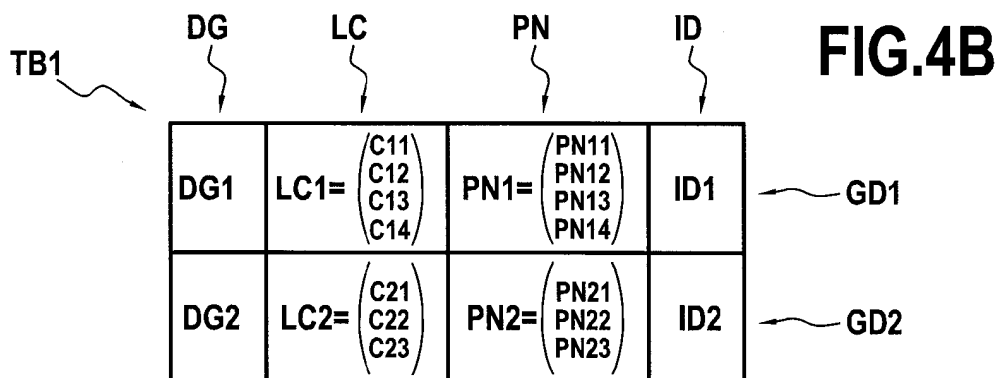 DG LC PN ID
FIG.4B
TB1
DG1 LC1= (C11 C12 C13 C14) PN1= (PN11 PN12 PN13 PN14) ID1 GD1
DG2 LC2= (C21 C22 C23) PN2= (PN21 PN22 PN23) ID2 GD2